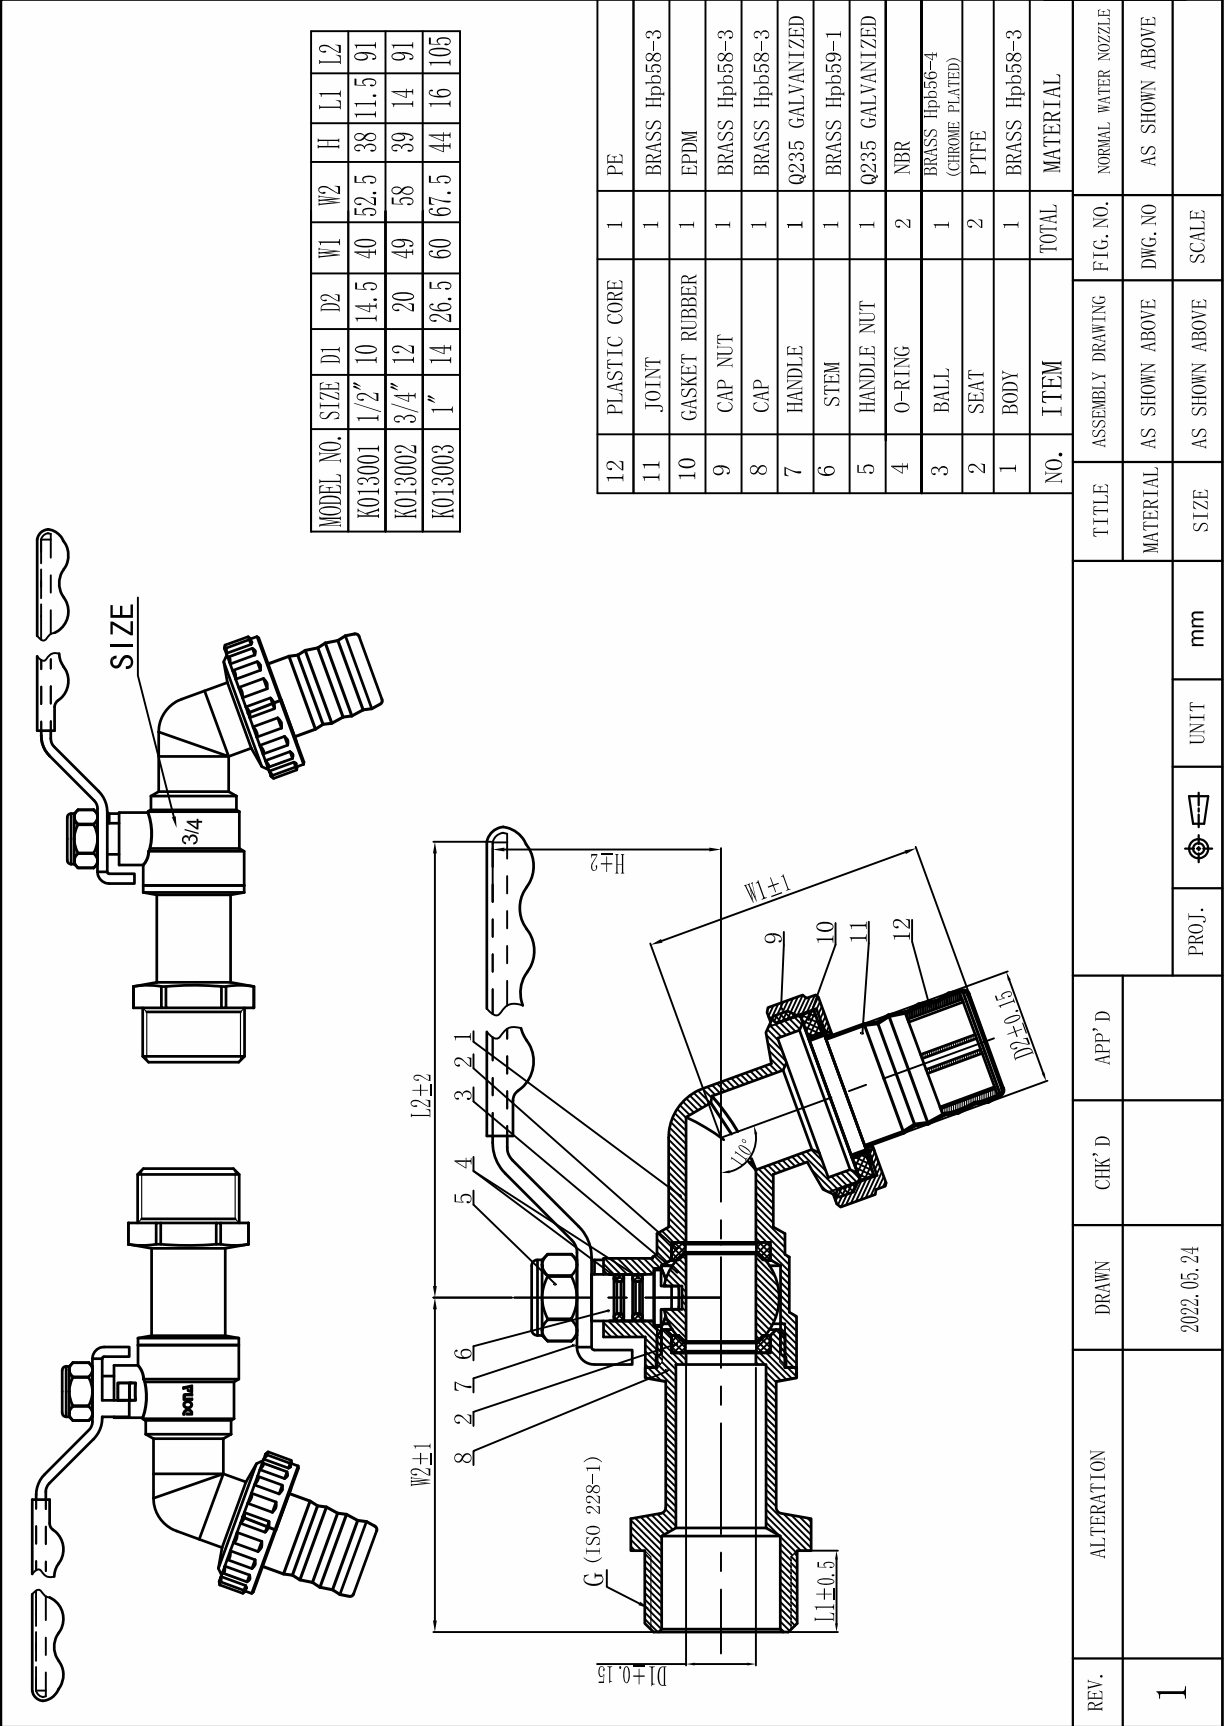 MODEL NO. SIZE D1 D2 W1 W2 H L1 L2
K013001 1/2″ 10 14.5 40 52.5 38 11.5 91
K013002 3/4″ 12 20 49 58 39 14 91
K013003 1″ 14 26.5 60 67.5 44 16 105
SIZE
3/4
DOUA
W2±1
L2±2
H±2
W1±1
D2±0.15
D1±0.15
L1±0.5
G (ISO 228-1)
110°
8
2
7
6
5
4
3
2
1
9
10
11
12
12 PLASTIC CORE 1 PE
11 JOINT 1 BRASS Hpb58-3
10 GASKET RUBBER 1 EPDM
9 CAP NUT 1 BRASS Hpb58-3
8 CAP 1 BRASS Hpb58-3
7 HANDLE 1 Q235 GALVANIZED
6 STEM 1 BRASS Hpb59-1
5 HANDLE NUT 1 Q235 GALVANIZED
4 O-RING 2 NBR
3 BALL 1 BRASS Hpb56-4
(CHROME PLATED)
2 SEAT 2 PTFE
1 BODY 1 BRASS Hpb58-3
NO. ITEM TOTAL MATERIAL
REV. ALTERATION DRAWN CHK'D APP'D
1 2022.05.24
PROJ. UNIT mm
TITLE ASSEMBLY DRAWING FIG.NO. NORMAL WATER NOZZLE
MATERIAL AS SHOWN ABOVE DWG.NO AS SHOWN ABOVE
SIZE AS SHOWN ABOVE SCALE